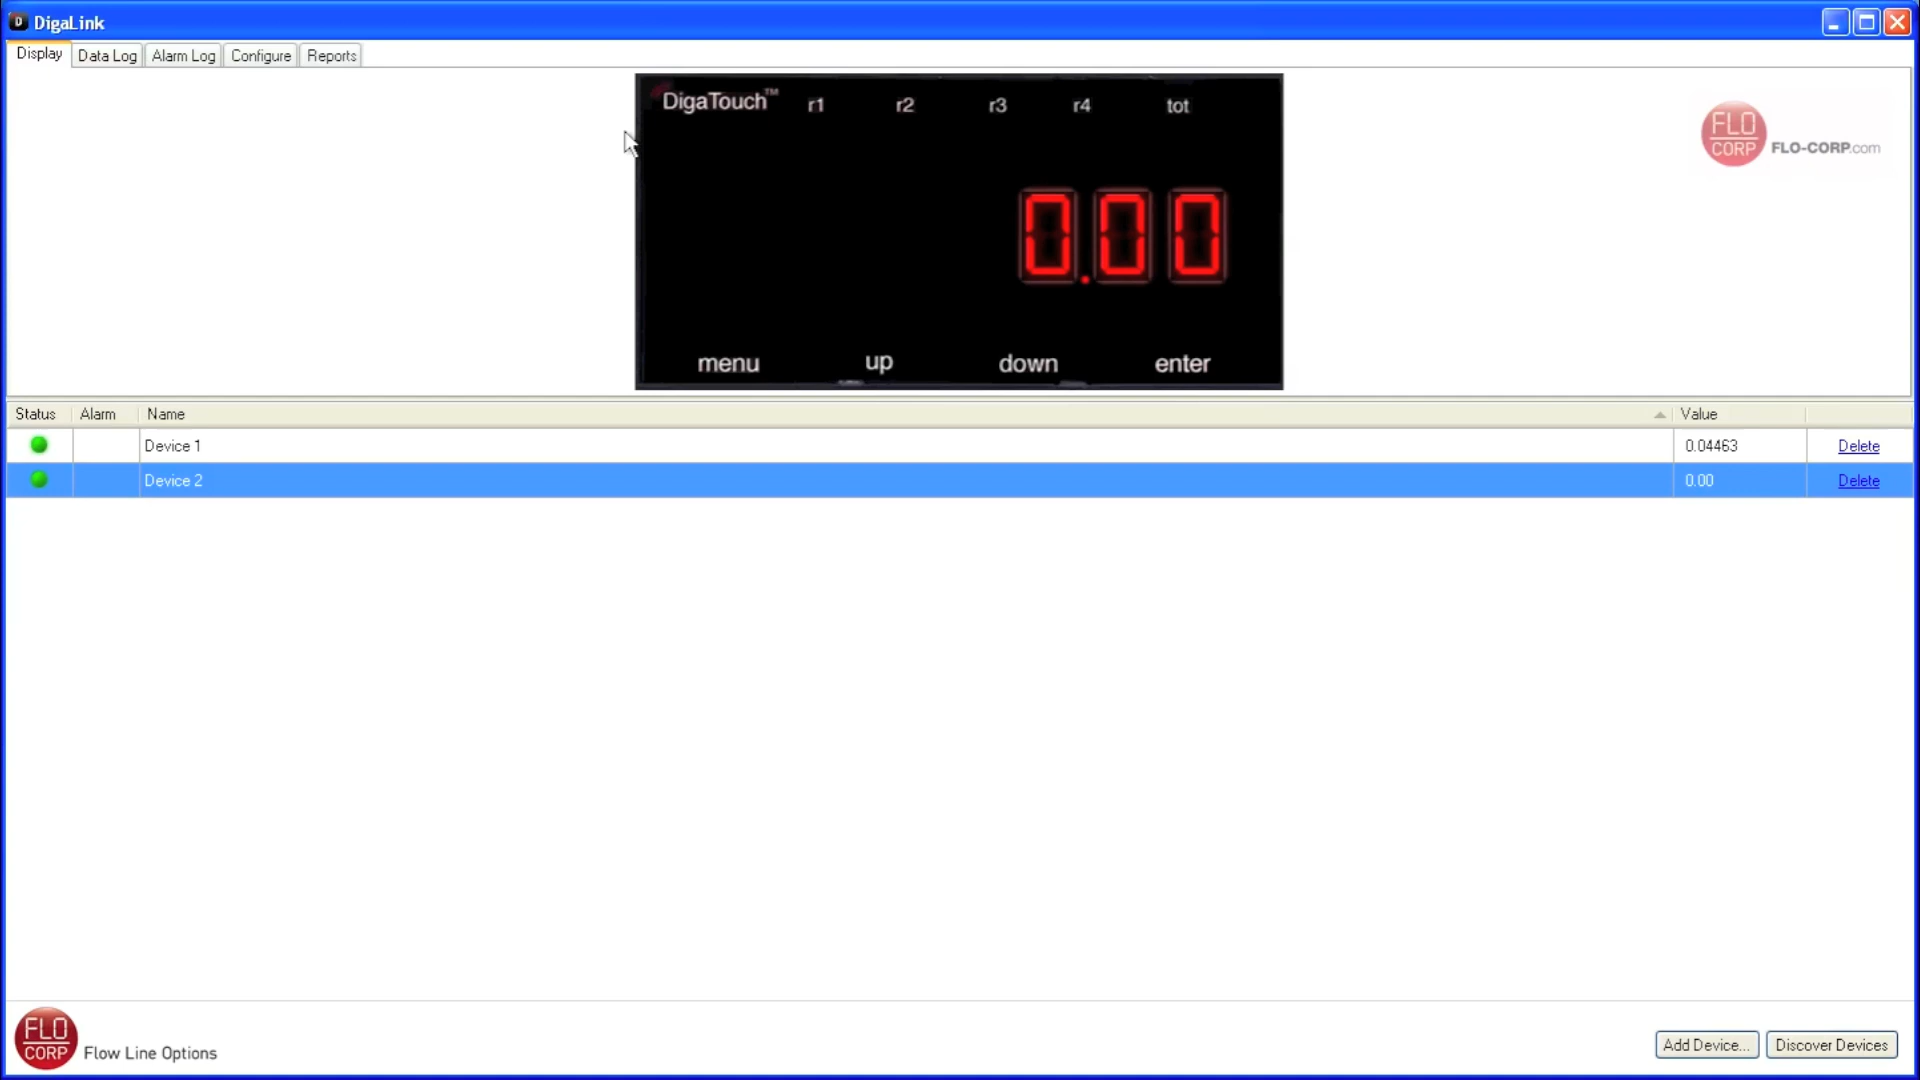 DigaLink
Display Data Log Alarm Log Configure Reports
DigaTouch™ r1 r2 r3 r4 tot
FLO CORP FLO-CORP.com
0.00
menu up down enter
Status Alarm Name Value
Device 1 0.04463 Delete
Device 2 0.00 Delete
FLO CORP Flow Line Options
Add Device... Discover Devices